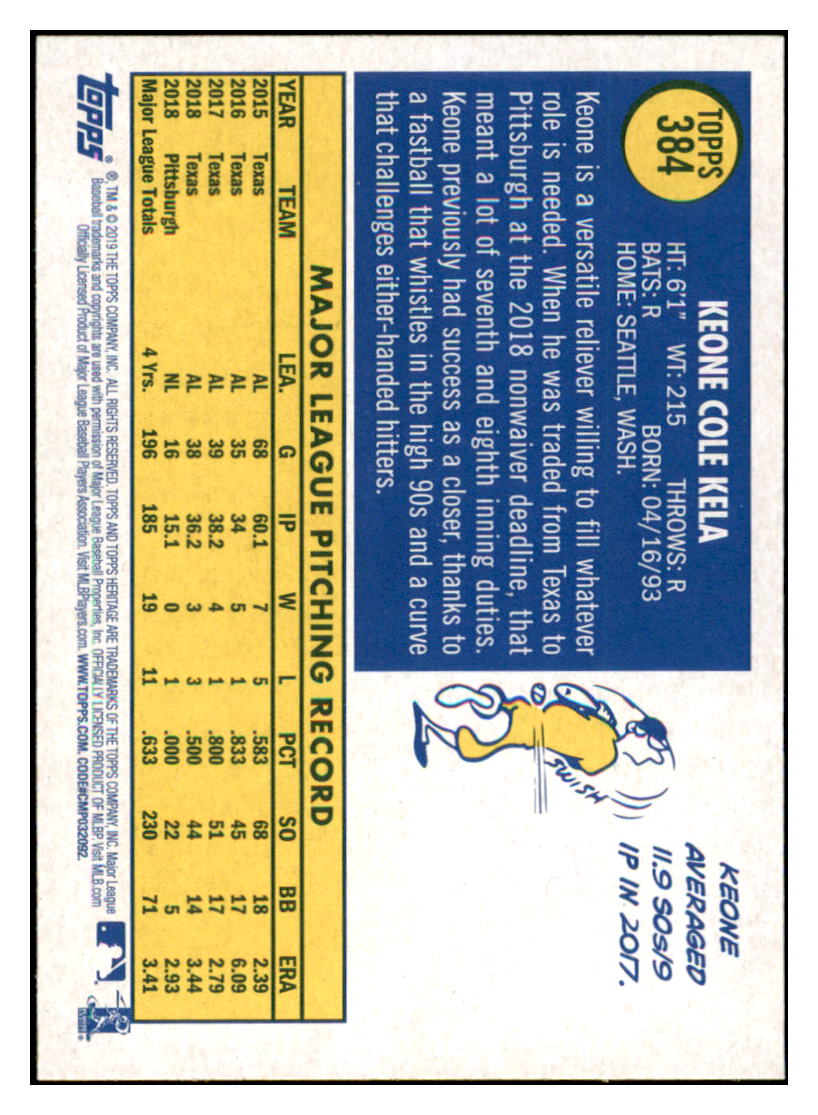 TOPPS
384
KEONE COLE KELA
HT: 6'1" WT: 215 THROWS: R
BATS: R BORN: 04/16/93
HOME: SEATTLE, WASH.
Keone is a versatile reliever willing to fill whatever
role is needed. When he was traded from Texas to
Pittsburgh at the 2018 nonwaiver deadline, that
meant a lot of seventh and eighth inning duties.
Keone previously had success as a closer, thanks to
a fastball that whistles in the high 90s and a curve
that challenges either-handed hitters.
SWISH
KEONE
AVERAGED
11.9 SOs/9
IP IN 2017.
MAJOR LEAGUE PITCHING RECORD
YEAR TEAM LEA. G IP W L PCT SO BB ERA
2015 Texas AL 68 60.1 7 5 .583 68 18 2.39
2016 Texas AL 35 34 5 1 .833 45 17 6.09
2017 Texas AL 39 38.2 4 1 .800 51 17 2.79
2018 Texas AL 38 36.2 3 3 .500 44 14 3.44
2018 Pittsburgh NL 16 15.1 0 1 .000 22 5 2.93
Major League Totals 4 Yrs. 196 185 19 11 .633 230 71 3.41
topps ®
®, TM & © 2019 THE TOPPS COMPANY, INC. ALL RIGHTS RESERVED. TOPPS AND TOPPS HERITAGE ARE TRADEMARKS OF THE TOPPS COMPANY, INC. Major League
Baseball trademarks and copyrights are used with permission of Major League Baseball Properties, Inc. OFFICIALLY LICENSED PRODUCT OF MLBP. Visit MLB.com
Officially Licensed Product of Major League Baseball Players Association. Visit MLBPlayers.com. WWW.TOPPS.COM. CODE#CMP032092.